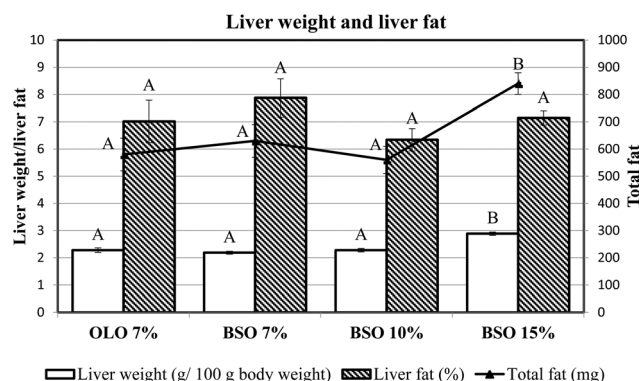 Liver weight and liver fat
Liver weight/liver fat
10
9
8
7
6
5
4
3
2
1
0
Total fat
1000
900
800
700
600
500
400
300
200
100
0
A
A
A
A
A
A
A
A
A
B
B
A
OLO 7%
BSO 7%
BSO 10%
BSO 15%
Liver weight (g/ 100 g body weight)
Liver fat (%)
Total fat (mg)